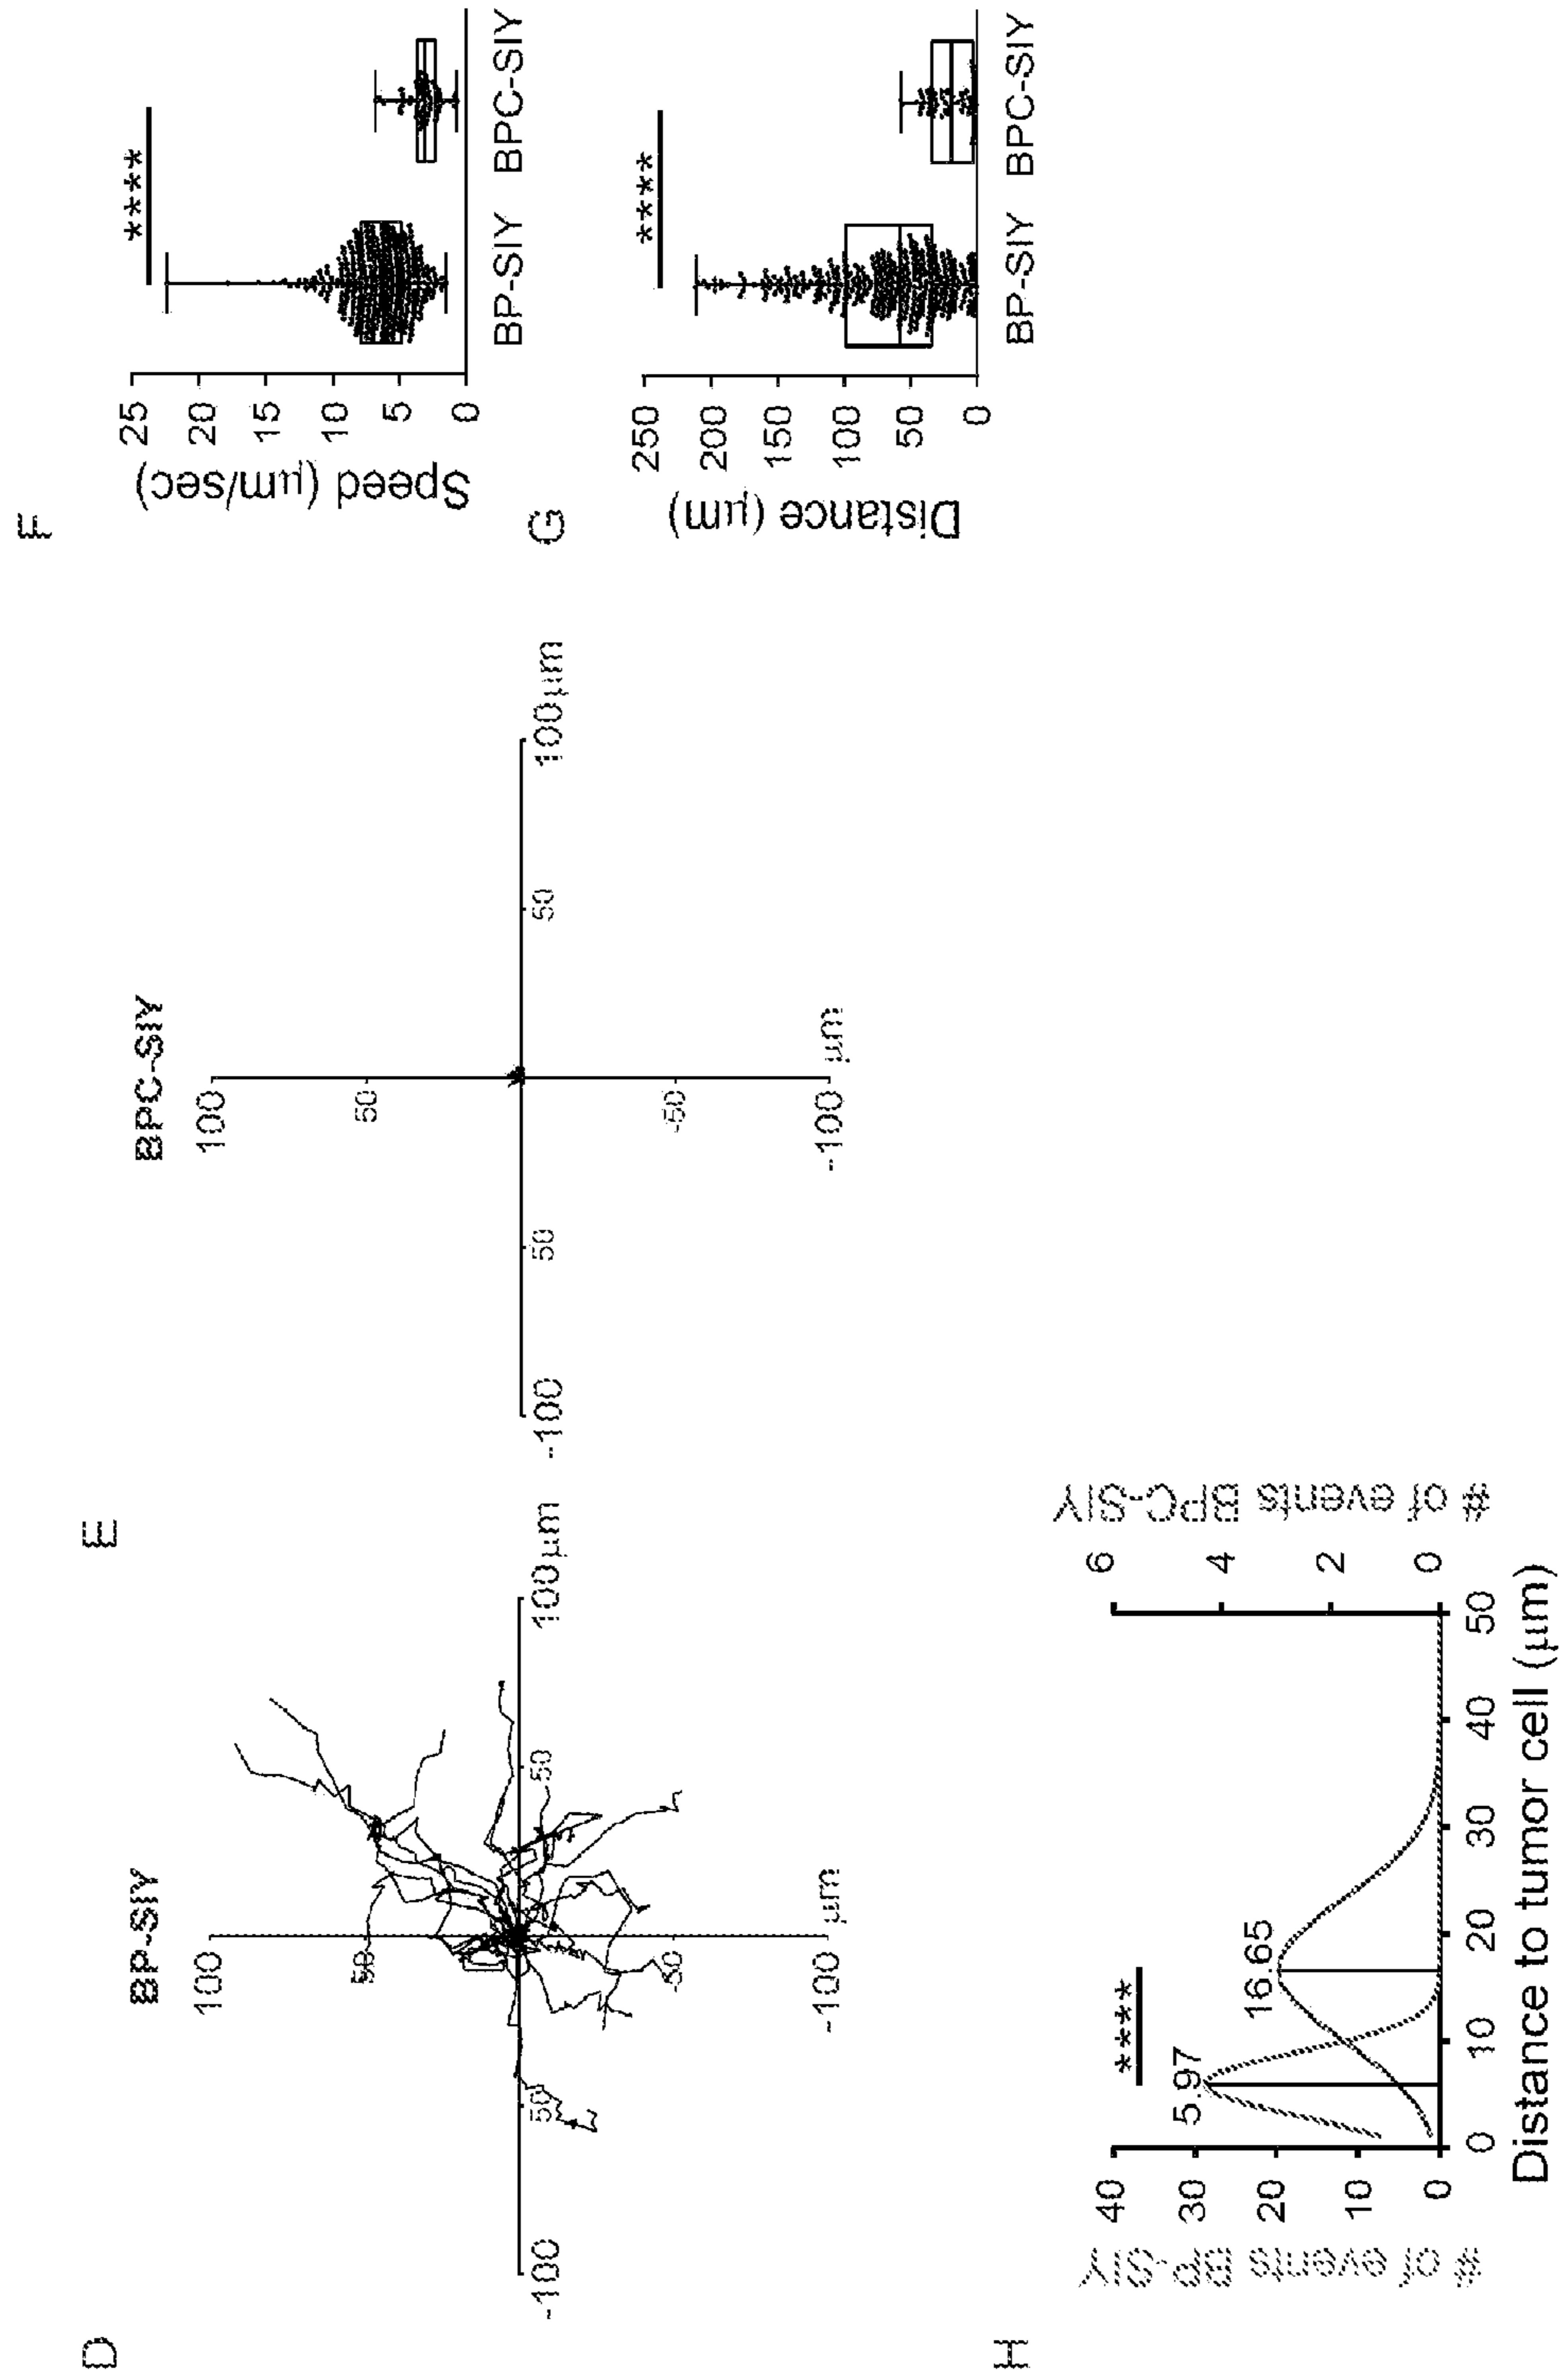 D
BP-SIY
100
50
-50
-100
µm
-100
50
50
100µm
E
BPC-SIY
100
50
-50
-100
µm
-100
50
50
100µm
F
Speed (µm/sec)
25
20
15
10
5
0
****
BP-SIY BPC-SIY
G
Distance (µm)
250
200
150
100
50
0
****
BP-SIY BPC-SIY
H
# of events BP-SIY
40
30
20
10
0
****
5.97
16.65
6
4
2
0
# of events BPC-SIY
0 10 20 30 40 50
Distance to tumor cell (µm)